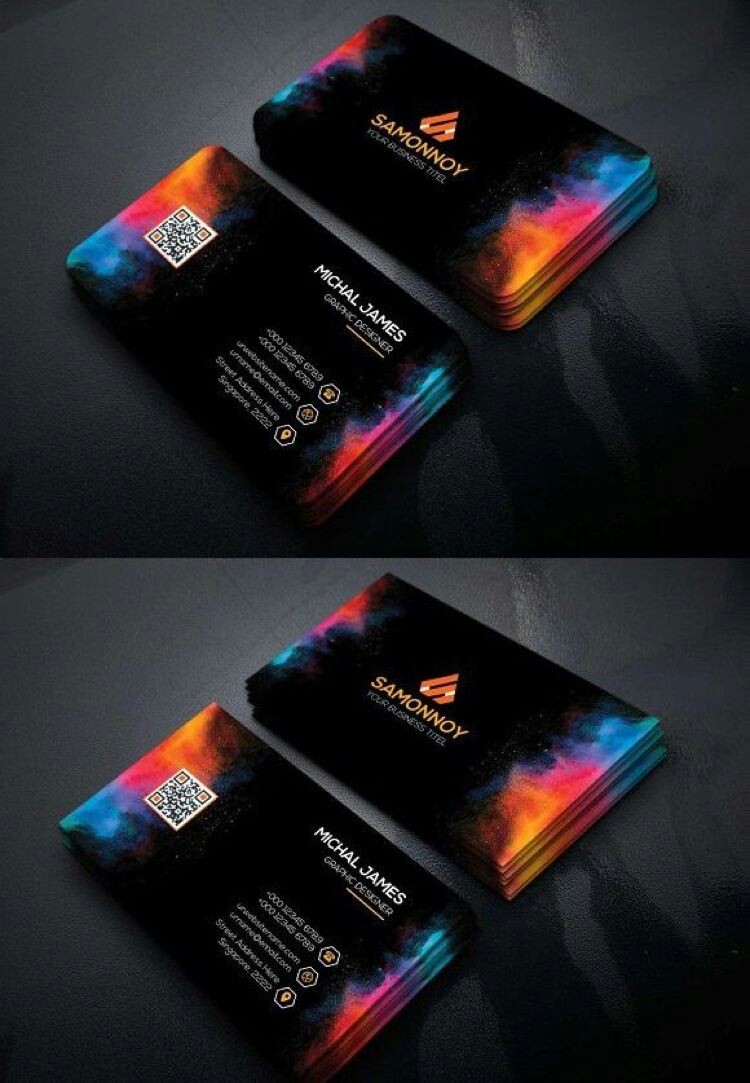 SAMONNOY
YOUR BUSINESS TITEL
MICHAL JAMES
GRAPHIC DESIGNER
+000 12345 6789
+000 12345 6789
urwebsitename.com
urname@email.com
Street Address Here
Singapore, 2222
SAMONNOY
YOUR BUSINESS TITEL
MICHAL JAMES
GRAPHIC DESIGNER
+000 12345 6789
+000 12345 6789
urwebsitename.com
urname@email.com
Street Address Here
Singapore, 2222